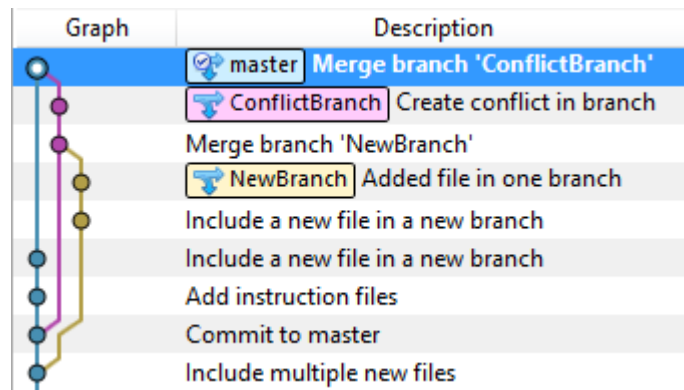 Graph Description
master Merge branch 'ConflictBranch'
ConflictBranch Create conflict in branch
Merge branch 'NewBranch'
NewBranch Added file in one branch
Include a new file in a new branch
Include a new file in a new branch
Add instruction files
Commit to master
Include multiple new files